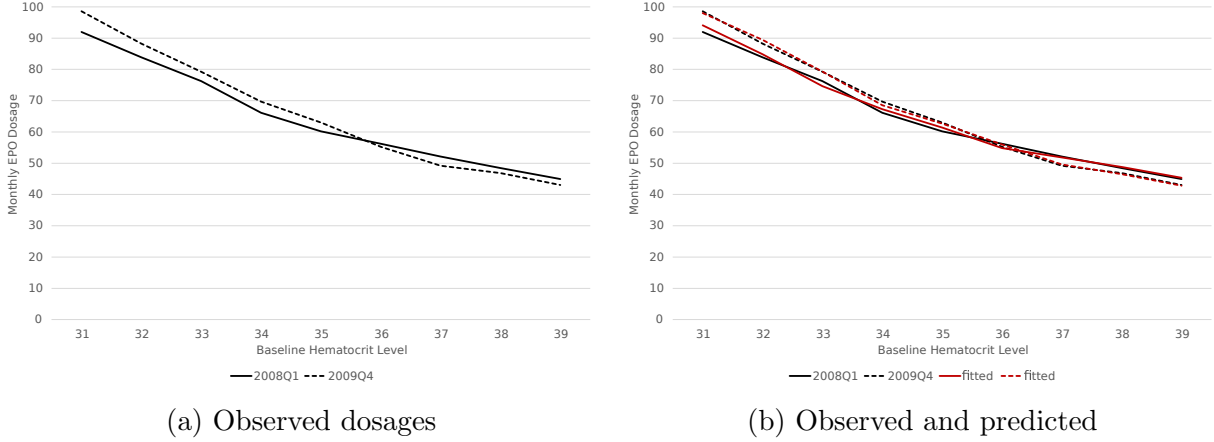 100
90
80
70
60
50
40
30
20
10
0
Monthly EPO Dosage
31 32 33 34 35 36 37 38 39
Baseline Hematocrit Level
2008Q1 2009Q4
(a) Observed dosages
100
90
80
70
60
50
40
30
20
10
0
Monthly EPO Dosage
31 32 33 34 35 36 37 38 39
Baseline Hematocrit Level
2008Q1 2009Q4 fitted fitted
(b) Observed and predicted